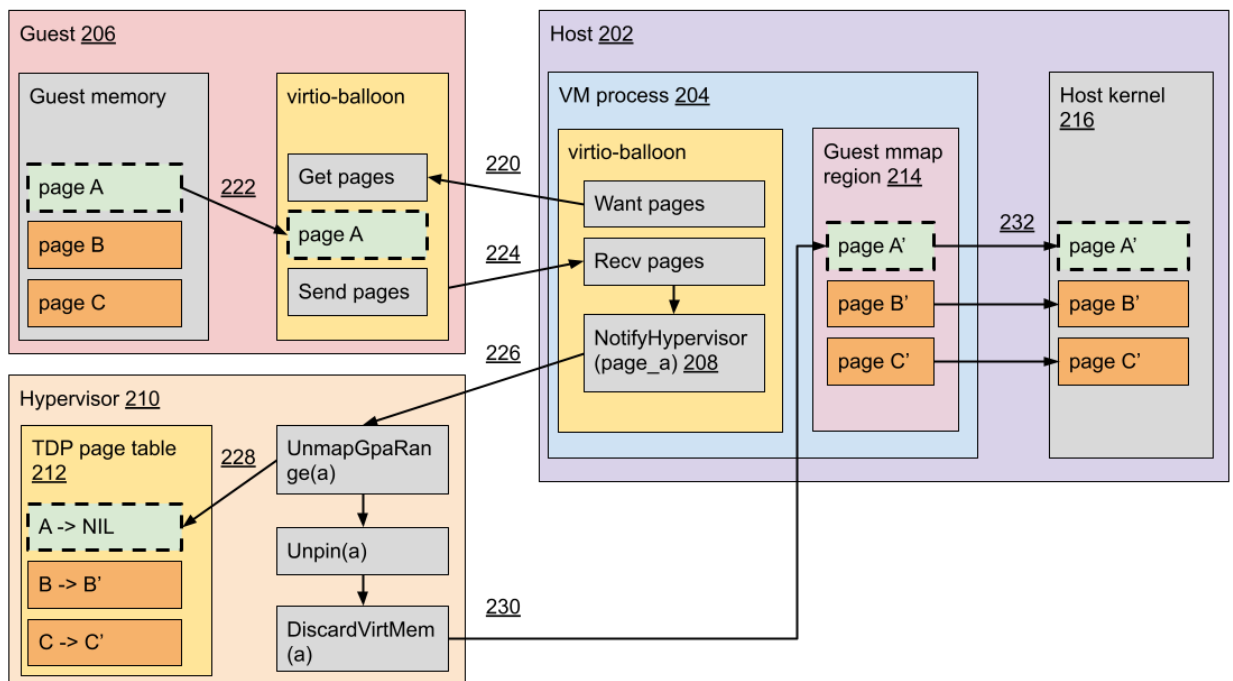 Guest 206
Guest memory
page A
page B
page C
222
virtio-balloon
Get pages
page A
Send pages
220
224
226
Host 202
VM process 204
virtio-balloon
Want pages
Recv pages
NotifyHypervisor
(page_a) 208
Guest mmap
region 214
page A’
page B’
page C’
232
Host kernel
216
page A’
page B’
page C’
Hypervisor 210
TDP page table
212
A -> NIL
B -> B’
C -> C’
228
UnmapGpaRan
ge(a)
Unpin(a)
DiscardVirtMem
(a)
230